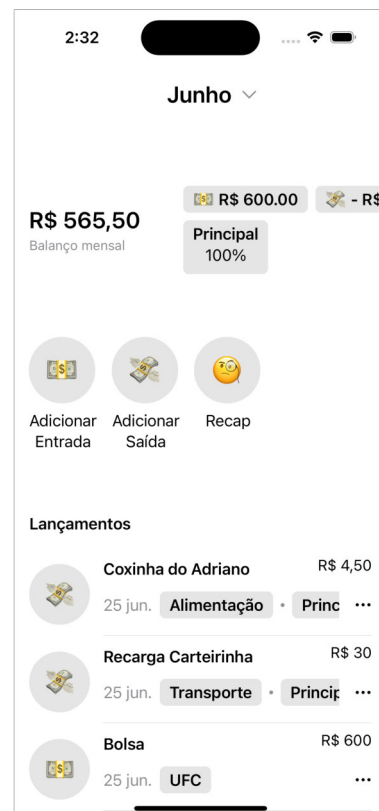 2:32
Junho
R$ 565,50
Balanço mensal
R$ 600.00
- R$
Principal
100%
Adicionar Entrada
Adicionar Saída
Recap
Lançamentos
Coxinha do Adriano R$ 4,50
25 jun. Alimentação • Princ ...
Recarga Carteirinha R$ 30
25 jun. Transporte • Princip ...
Bolsa R$ 600
25 jun. UFC ...